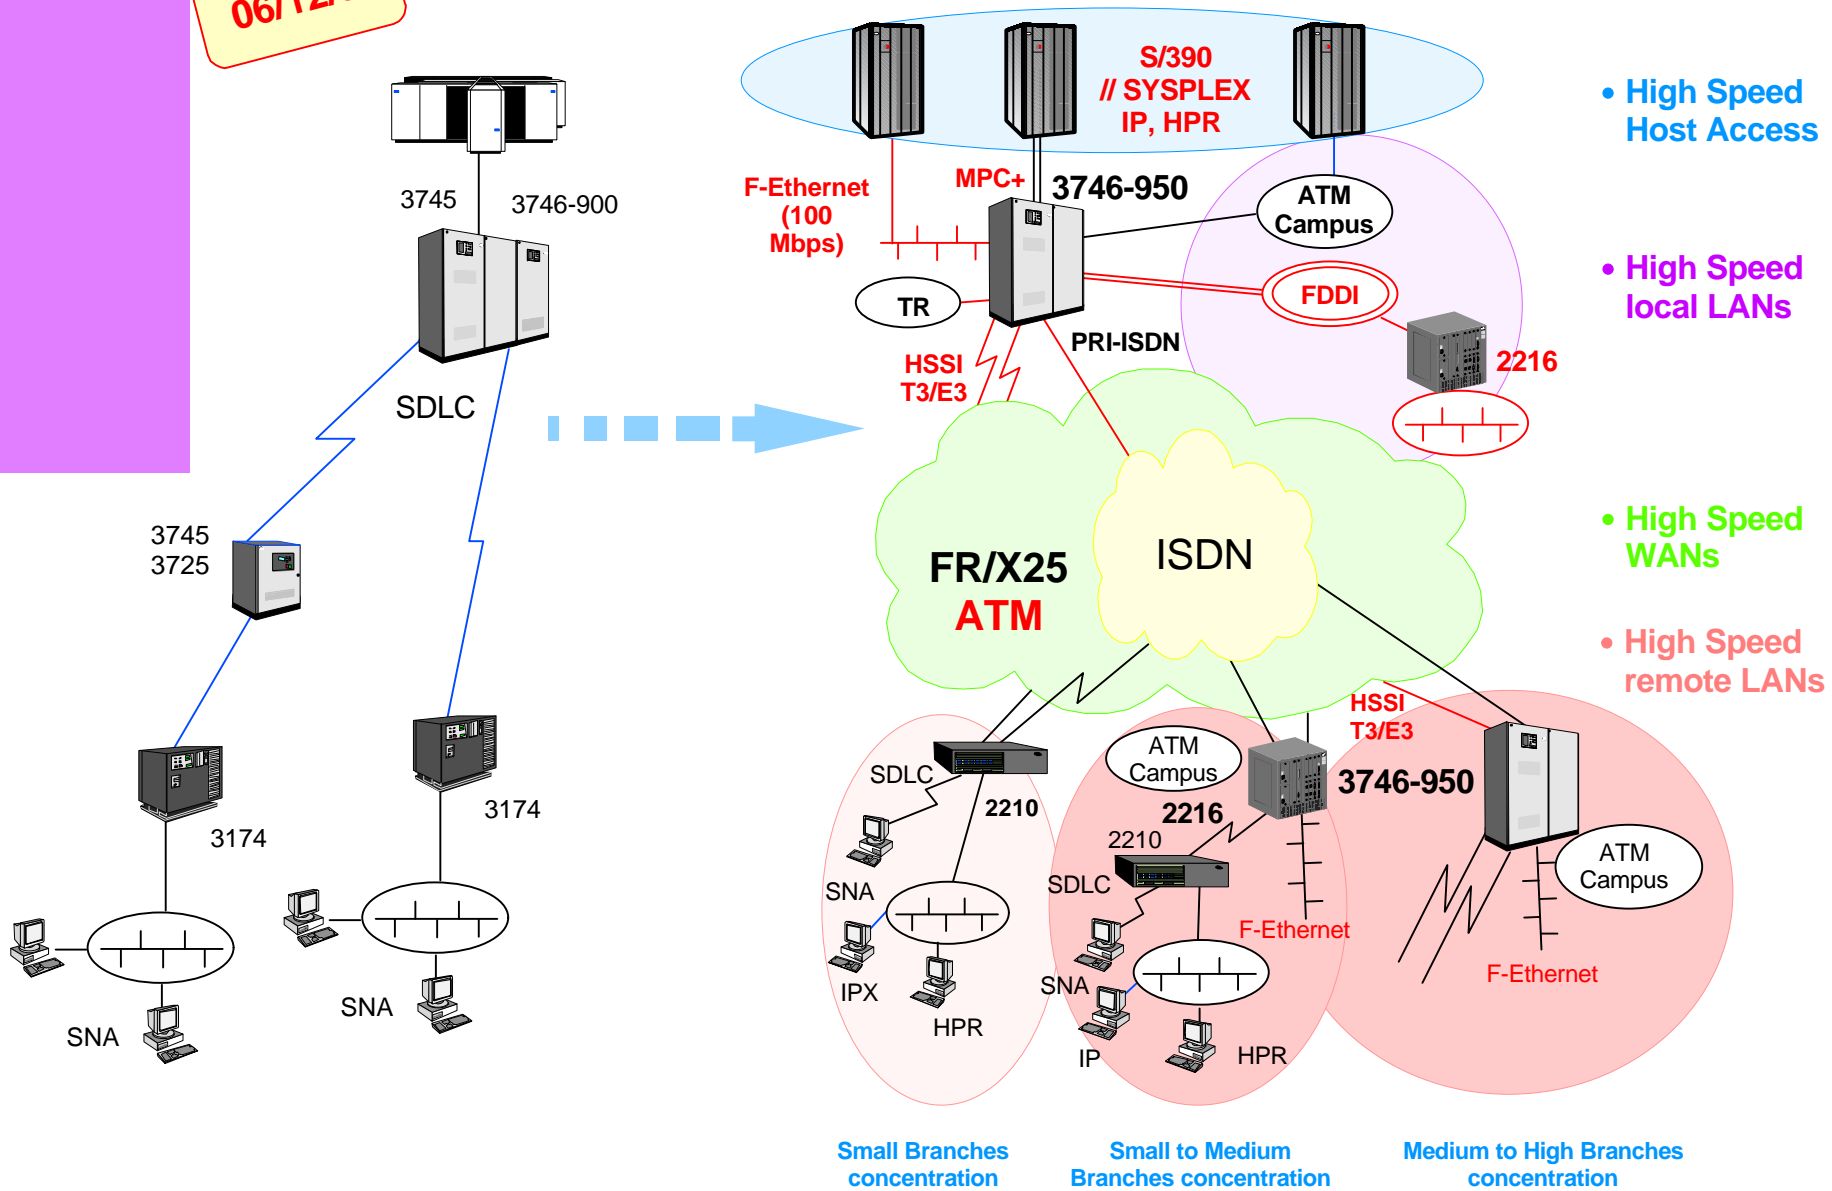 3745
3746-900
SDLC
3745
3725
3174
3174
SNA
SNA
S/390
// SYSPLEX
IP, HPR
F-Ethernet
(100
Mbps)
MPC+
3746-950
ATM
Campus
TR
FDDI
2216
PRI-ISDN
HSSI
T3/E3
FR/X25
ATM
ISDN
HSSI
T3/E3
SDLC
2210
SNA
IPX
HPR
ATM
Campus
2216
2210
SDLC
SNA
IP
HPR
F-Ethernet
3746-950
ATM
Campus
F-Ethernet
• High Speed
Host Access
• High Speed
local LANs
• High Speed
WANs
• High Speed
remote LANs
Small Branches
concentration
Small to Medium
Branches concentration
Medium to High Branches
concentration